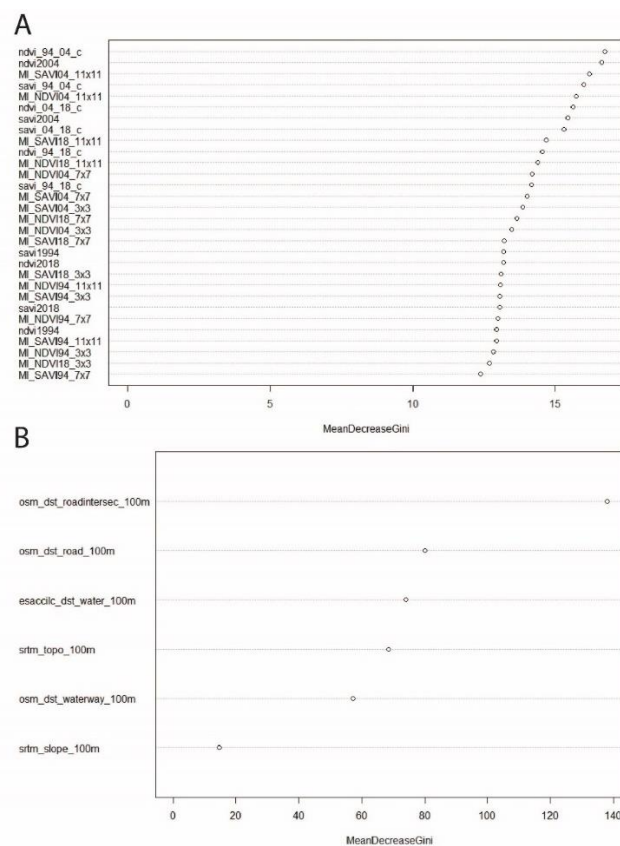 A
ndvi_94_04_c
ndvi2004
MI_SAVI04_11x11
savi_94_04_c
MI_NDVI04_11x11
ndvi_04_18_c
savi2004
savi_04_18_c
MI_SAVI18_11x11
ndvi_94_18_c
MI_NDVI18_11x11
MI_NDVI04_7x7
savi_94_18_c
MI_SAVI04_7x7
MI_SAVI04_3x3
MI_NDVI18_7x7
MI_NDVI04_3x3
MI_SAVI18_7x7
savi1994
ndvi2018
MI_SAVI18_3x3
MI_NDVI94_11x11
MI_SAVI94_3x3
savi2018
MI_NDVI94_7x7
ndvi1994
MI_SAVI94_11x11
MI_NDVI94_3x3
MI_NDVI18_3x3
MI_SAVI94_7x7
0 5 10 15
MeanDecreaseGini
B
osm_dst_roadintersec_100m
osm_dst_road_100m
esaccilc_dst_water_100m
srtm_topo_100m
osm_dst_waterway_100m
srtm_slope_100m
0 20 40 60 80 100 120 140
MeanDecreaseGini